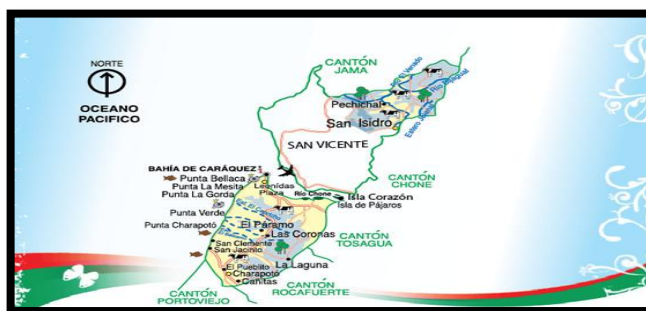 NORTE
OCEANO
PACIFICO
CANTÓN
JAMA
Pechichal
San Isidro
SAN VICENTE
BAHÍA DE CARÁQUEZ
Punta Bellaca
Punta La Mesita
Punta La Gorda
Leonidas
Plaza
CANTÓN
CHONE
Río Chone
Isla Corazón
Isla de Pájaros
Punta Verde
Punta Charapotó
El Páramo
Las Coronas
CANTÓN
TOSAGUA
San Clemente
San Jacinto
La Laguna
El Pueblito
Charapotó
Cañitas
CANTÓN
PORTOVIEJO
CANTÓN
ROCAFUERTE